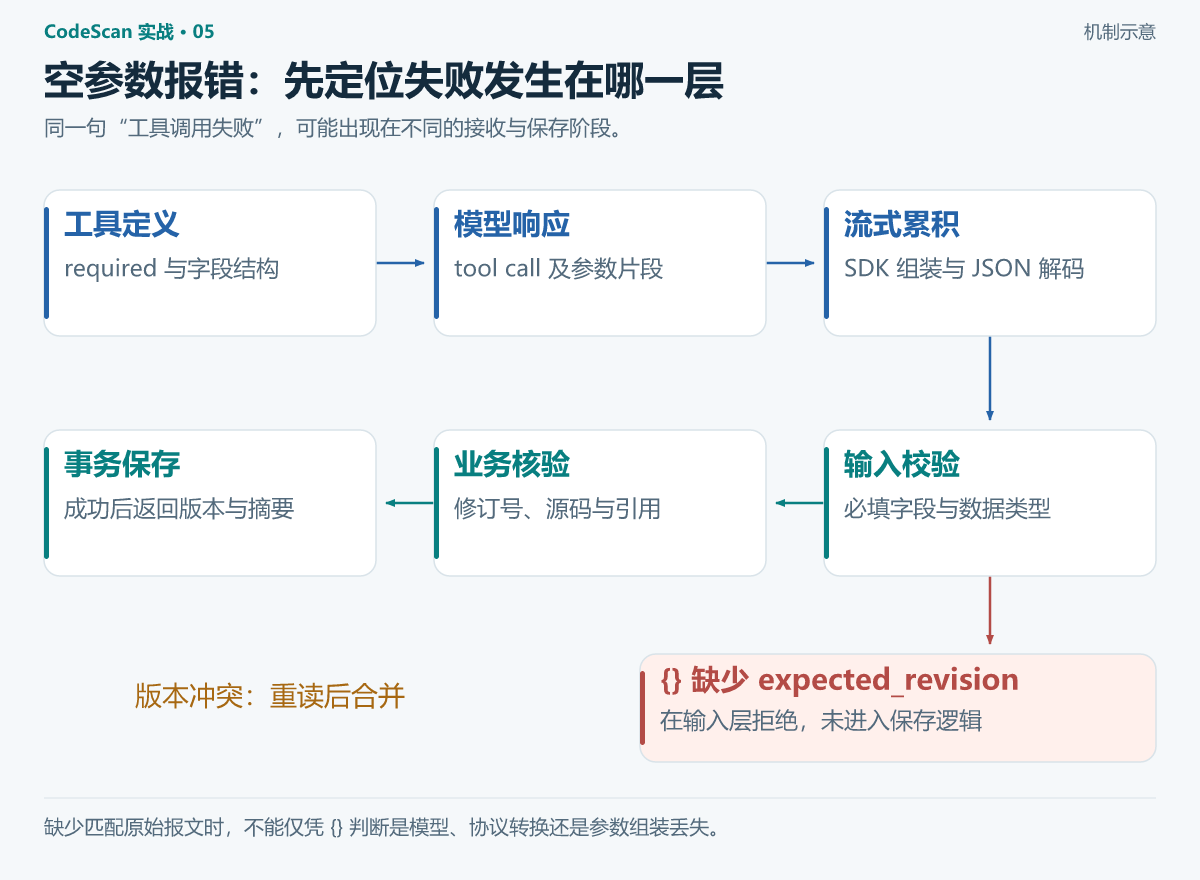 CodeScan 实战 • 05
机制示意
空参数报错：先定位失败发生在哪一层
同一句“工具调用失败”，可能出现在不同的接收与保存阶段。
工具定义
required 与字段结构
模型响应
tool call 及参数片段
流式累积
SDK 组装与 JSON 解码
事务保存
成功后返回版本与摘要
业务核验
修订号、源码与引用
输入校验
必填字段与数据类型
版本冲突：重读后合并
{} 缺少 expected_revision
在输入层拒绝，未进入保存逻辑
缺少匹配原始报文时，不能仅凭 {} 判断是模型、协议转换还是参数组装丢失。